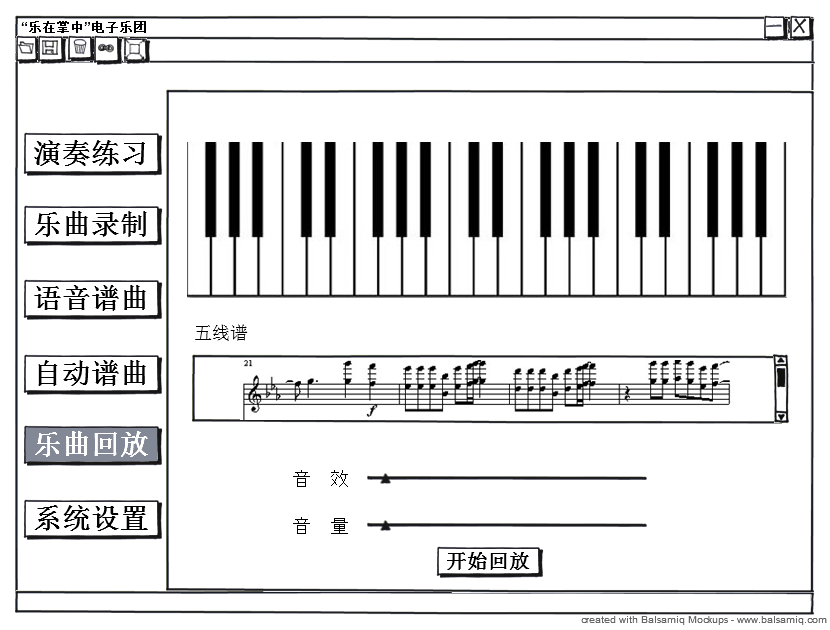 “乐在掌中”电子乐团
演奏练习
乐曲录制
语音谱曲
自动谱曲
乐曲回放
系统设置
五线谱
21
f
音 效
音 量
开始回放
created with Balsamiq Mockups - www.balsamiq.com